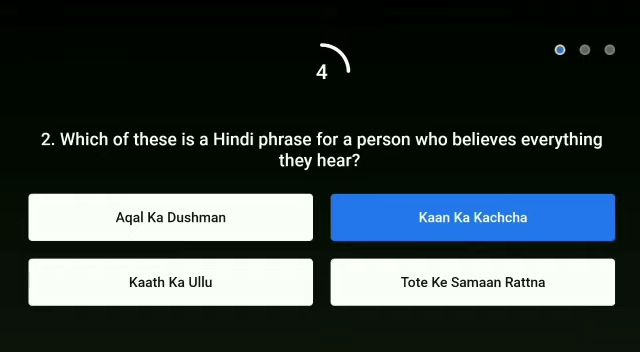 4
2. Which of these is a Hindi phrase for a person who believes everything
they hear?
Aqal Ka Dushman
Kaan Ka Kachcha
Kaath Ka Ullu
Tote Ke Samaan Rattna